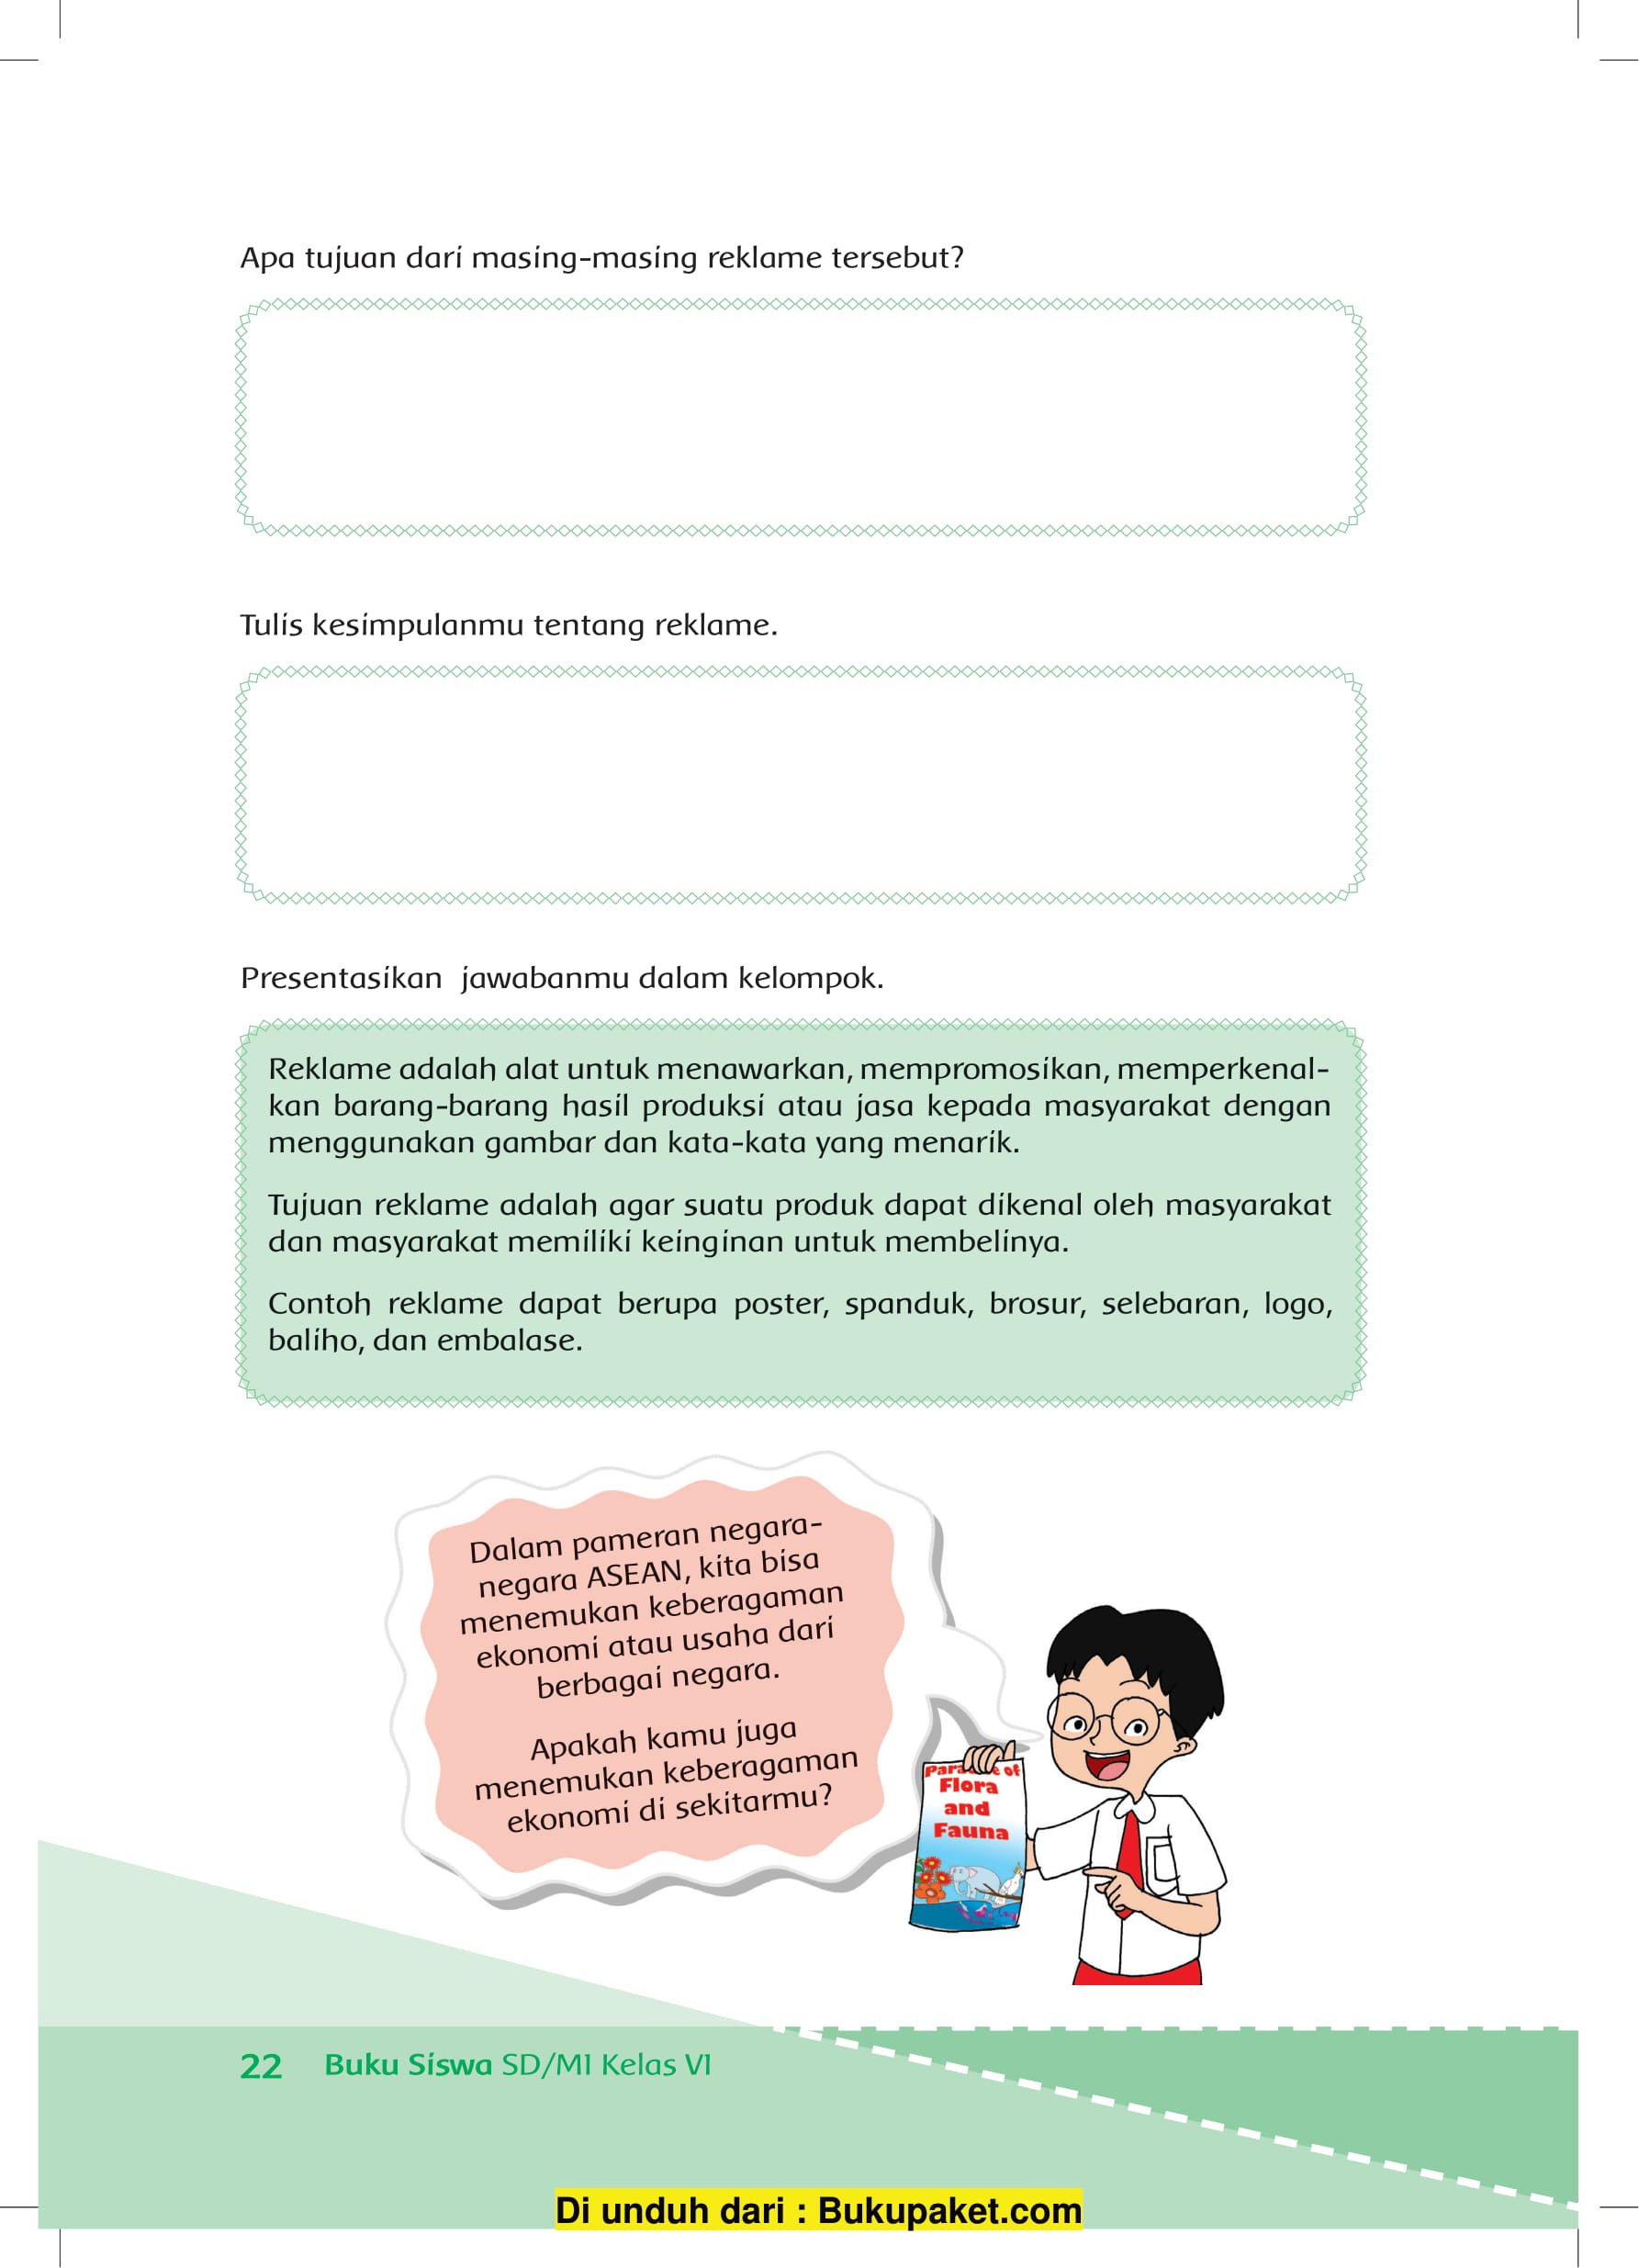 Apa tujuan dari masing-masing reklame tersebut?
Tulis kesimpulanmu tentang reklame.
Presentasikan jawabanmu dalam kelompok.
Reklame adalah alat untuk menawarkan, mempromosikan, memperkenal-
kan barang-barang hasil produksi atau jasa kepada masyarakat dengan
menggunakan gambar dan kata-kata yang menarik.
Tujuan reklame adalah agar suatu produk dapat dikenal oleh masyarakat
dan masyarakat memiliki keinginan untuk membelinya.
Contoh reklame dapat berupa poster, spanduk, brosur, selebaran, logo,
baliho, dan embalase.
Dalam pameran negara-
negara ASEAN, kita bisa
menemukan keberagaman
ekonomi atau usaha dari
berbagai negara.
Apakah kamu juga
menemukan keberagaman
ekonomi di sekitarmu?
of
Flora
and
Fauna
22 Buku Siswa SD/MI Kelas VI
Di unduh dari : Bukupaket.com